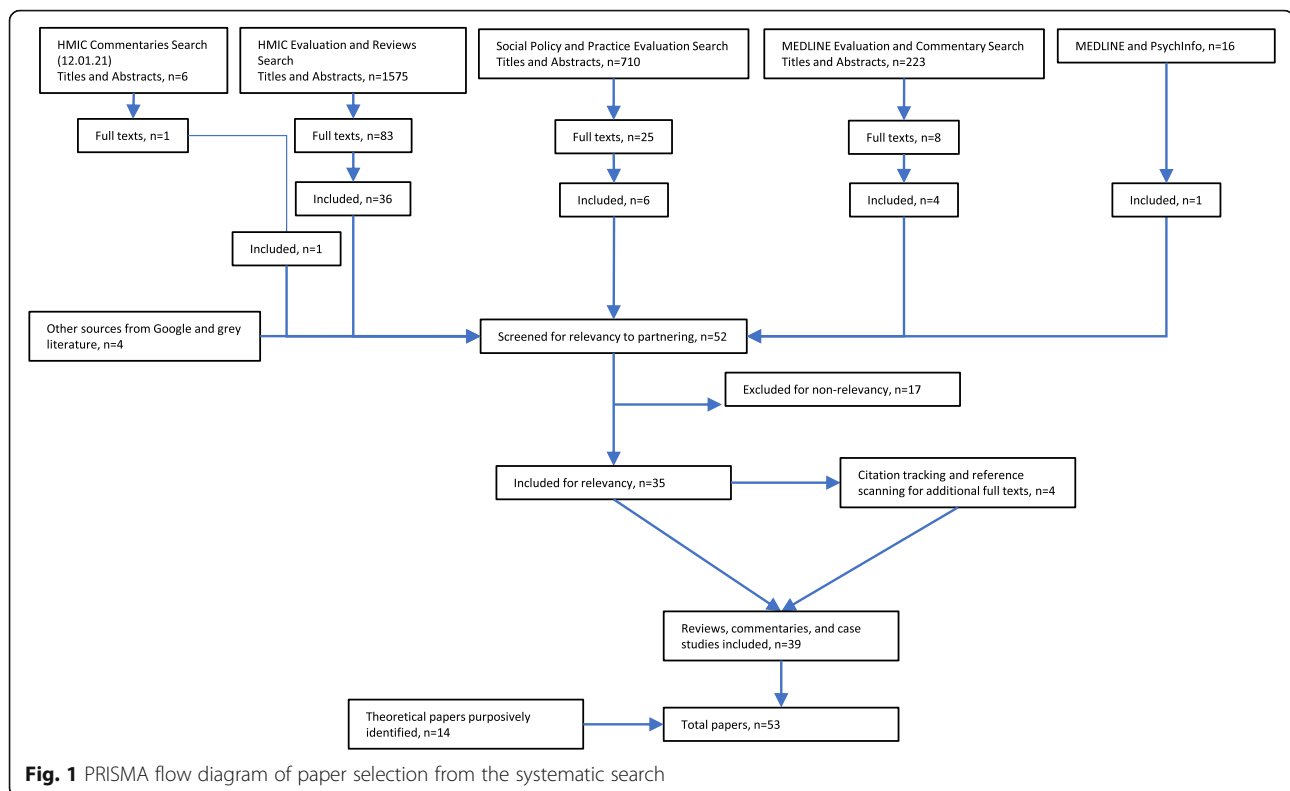 HMIC Commentaries Search
(12.01.21)
Titles and Abstracts, n=6
HMIC Evaluation and Reviews
Search
Titles and Abstracts, n=1575
Social Policy and Practice Evaluation Search
Titles and Abstracts, n=710
MEDLINE Evaluation and Commentary Search
Titles and Abstracts, n=223
MEDLINE and PsychInfo, n=16
Full texts, n=1
Full texts, n=83
Full texts, n=25
Full texts, n=8
Included, n=36
Included, n=6
Included, n=4
Included, n=1
Included, n=1
Other sources from Google and grey
literature, n=4
Screened for relevancy to partnering, n=52
Excluded for non-relevancy, n=17
Included for relevancy, n=35
Citation tracking and reference
scanning for additional full texts, n=4
Reviews, commentaries, and case
studies included, n=39
Theoretical papers purposively
identified, n=14
Total papers, n=53
Fig. 1 PRISMA flow diagram of paper selection from the systematic search